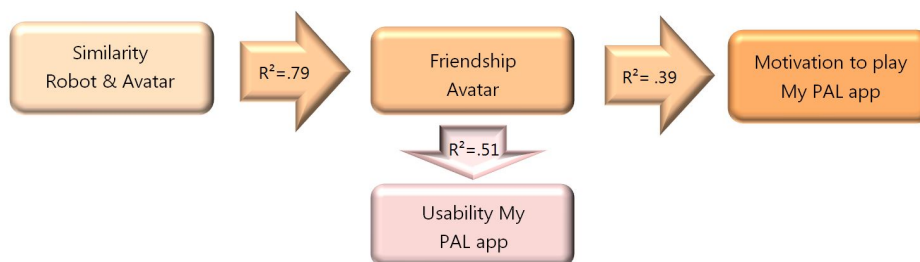 Similarity
Robot & Avatar
R²=.79
Friendship
Avatar
R²= .39
Motivation to play
My PAL app
R²=.51
Usability My
PAL app